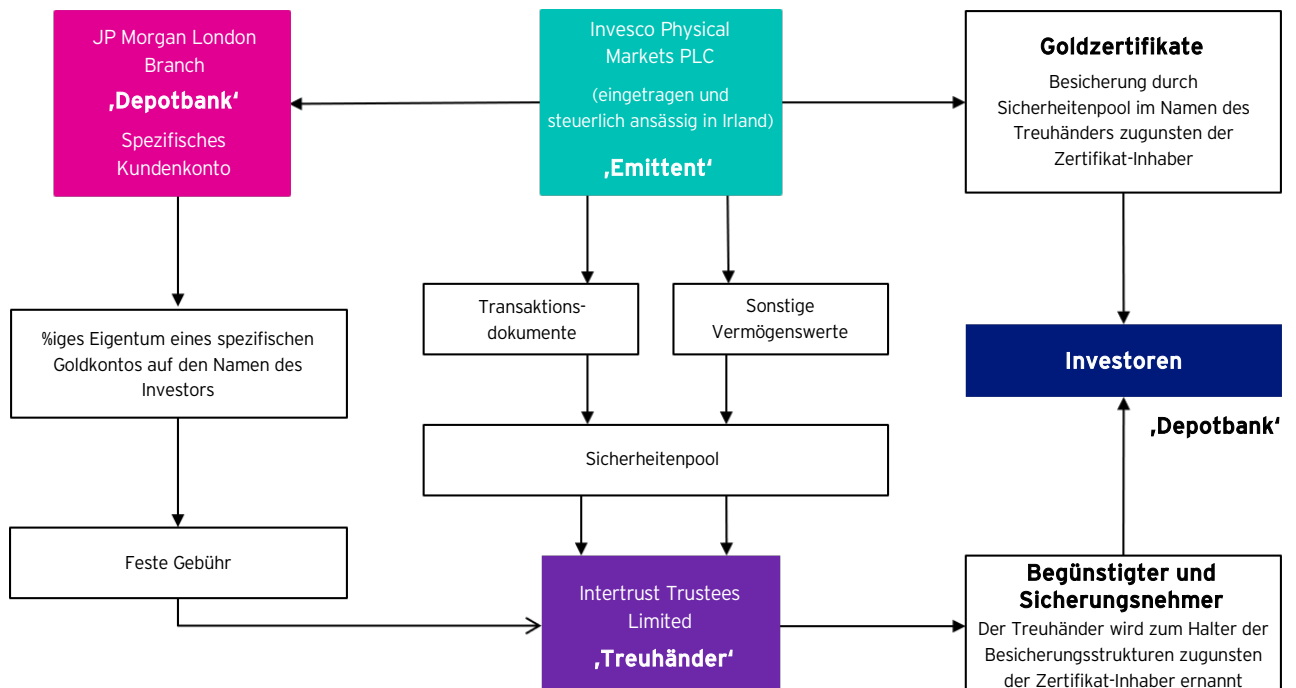 JP Morgan London
Branch
‚Depotbank‘
Spezifisches
Kundenkonto
Invesco Physical
Markets PLC
(eingetragen und
steuerlich ansässig in Irland)
‚Emittent‘
Goldzertifikate
Besicherung durch
Sicherheitenpool im Namen des
Treuhänders zugunsten der
Zertifikat-Inhaber
%iges Eigentum eines spezifischen
Goldkontos auf den Namen des
Investors
Transaktions-
dokumente
Sonstige
Vermögenswerte
Investoren
‚Depotbank‘
Sicherheitenpool
Feste Gebühr
Intertrust Trustees
Limited
‚Treuhänder‘
Begünstigter und
Sicherungsnehmer
Der Treuhänder wird zum Halter der
Besicherungsstrukturen zugunsten
der Zertifikat-Inhaber ernannt